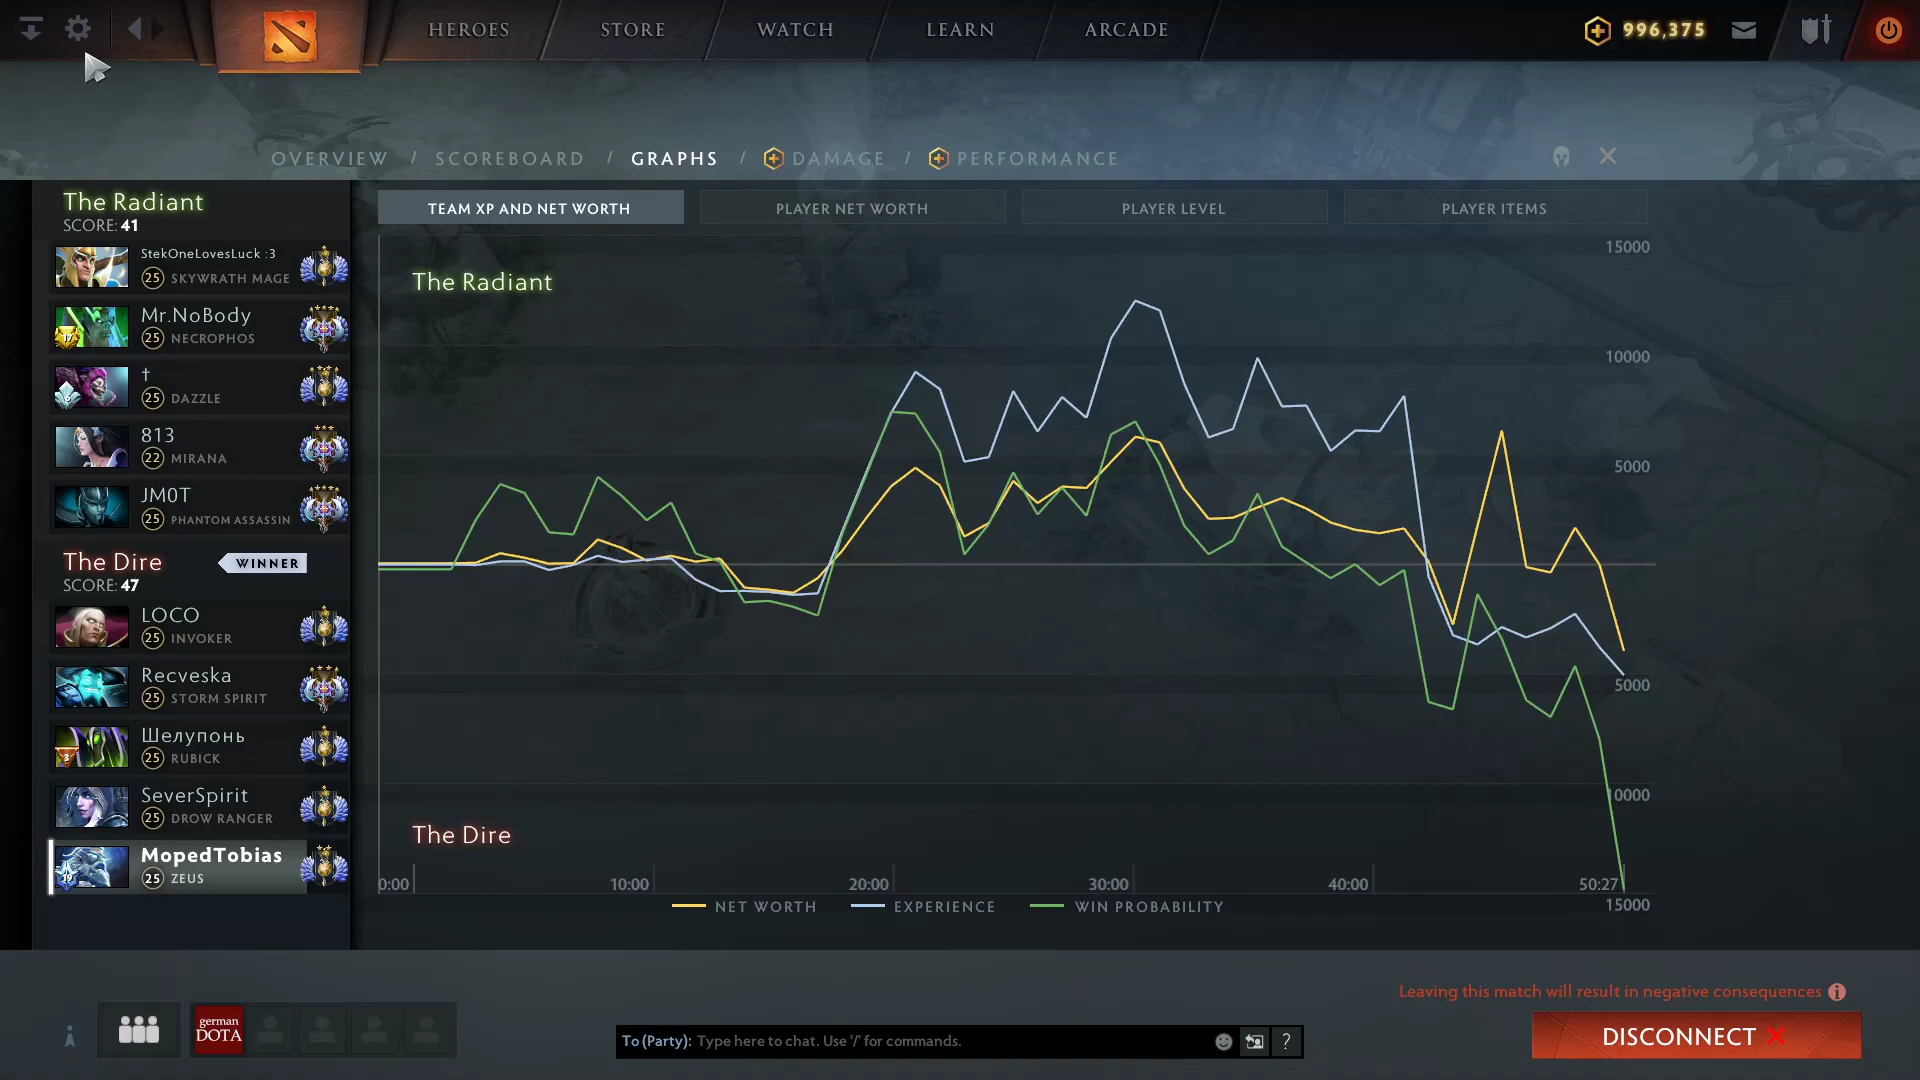 HEROES
STORE
WATCH
LEARN
ARCADE
996,375
OVERVIEW / SCOREBOARD / GRAPHS / DAMAGE / PERFORMANCE
The Radiant
SCORE: 41
StekOneLovesLuck :3
25 SKYWRATH MAGE
Mr.NoBody
17
25 NECROPHOS
†
6
25 DAZZLE
813
22 MIRANA
JM0T
25 PHANTOM ASSASSIN
The Dire
WINNER
SCORE: 47
LOCO
25 INVOKER
Recveska
25 STORM SPIRIT
Шелупонь
3
25 RUBICK
SeverSpirit
25 DROW RANGER
MopedTobias
19
25 ZEUS
TEAM XP AND NET WORTH
PLAYER NET WORTH
PLAYER LEVEL
PLAYER ITEMS
The Radiant
15000
10000
5000
5000
10000
15000
The Dire
0:00
10:00
20:00
30:00
40:00
50:27
NET WORTH
EXPERIENCE
WIN PROBABILITY
german
DOTA
To (Party): Type here to chat. Use '/' for commands.
?
Leaving this match will result in negative consequences
DISCONNECT